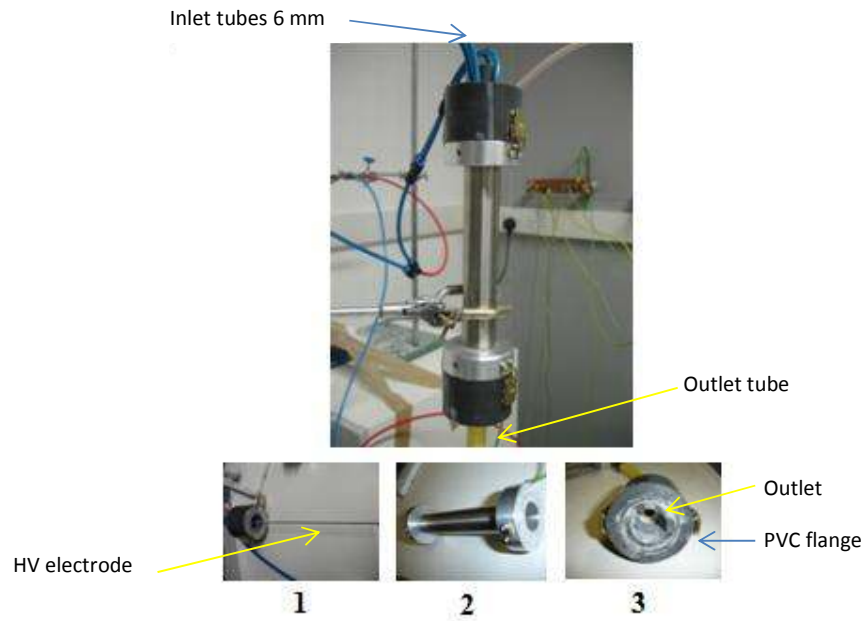 Inlet tubes 6 mm
Outlet tube
Outlet
PVC flange
HV electrode
1
2
3